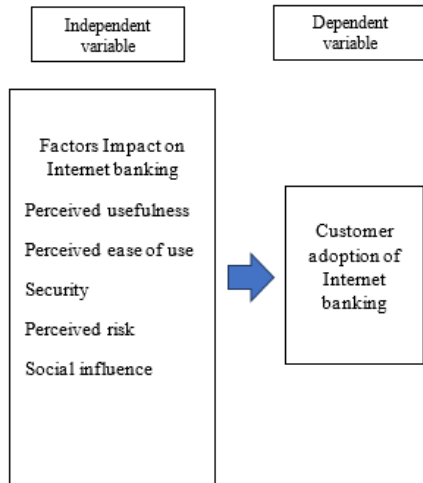 Independent
variable
Dependent
variable
Factors Impact on
Internet banking
Perceived usefulness
Perceived ease of use
Security
Perceived risk
Social influence
Customer
adoption of
Internet
banking